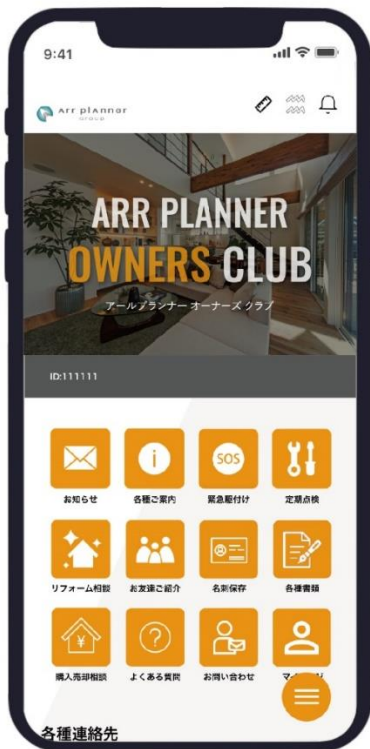 9:41
Arr plAnner
Group
ARR PLANNER
OWNERS CLUB
アールプランナー オーナーズ クラブ
ID:111111
お知らせ
各種ご案内
SOS
緊急駆付け
定期点検
リフォーム相談
お友達ご紹介
名刺保存
各種書類
¥
購入売却相談
?
よくある質問
お問い合わせ
各種連絡先